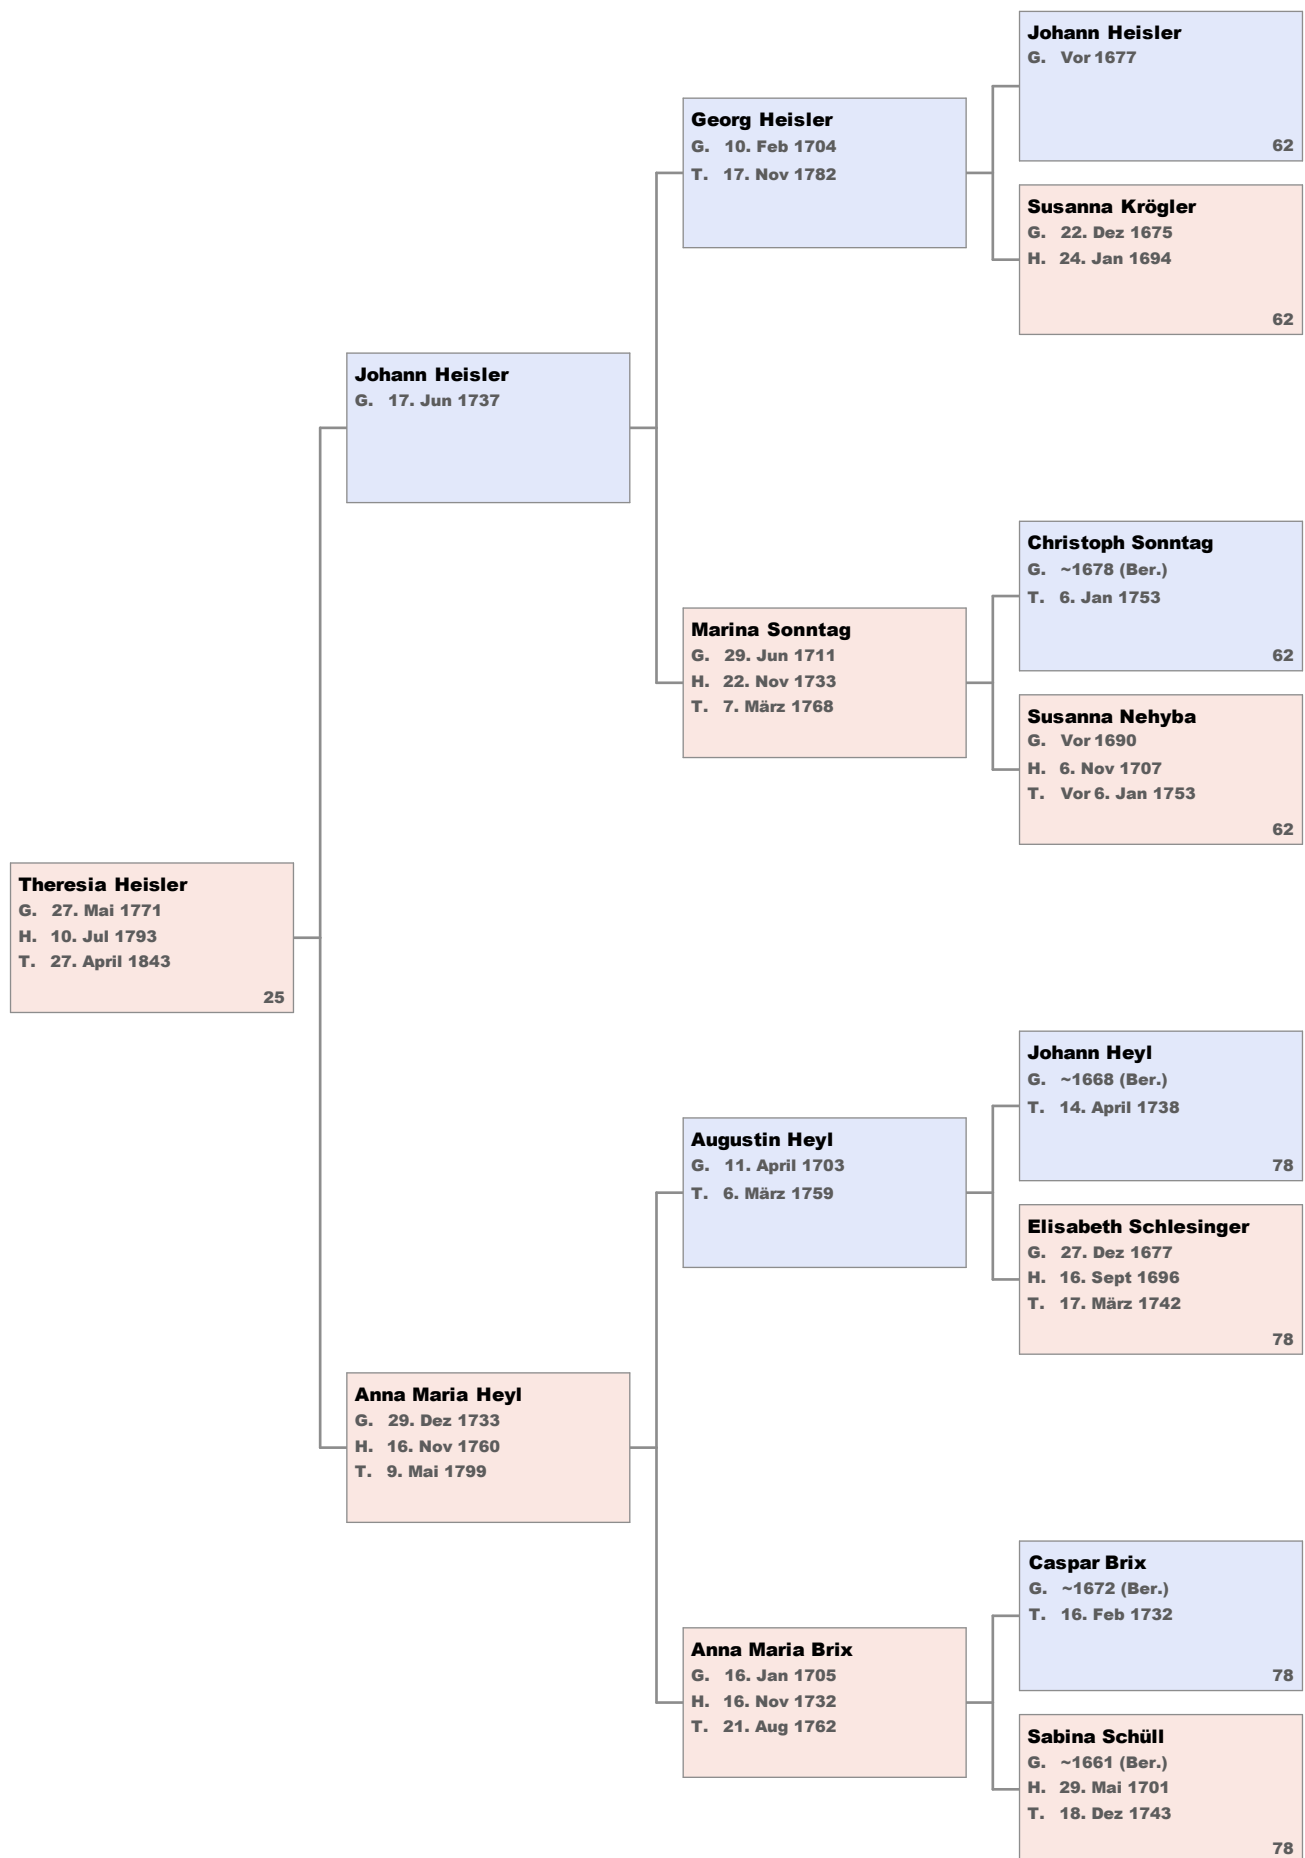 Johann Heisler
G. Vor 1677
62
Georg Heisler
G. 10. Feb 1704
T. 17. Nov 1782
Susanna Krögler
G. 22. Dez 1675
H. 24. Jan 1694
62
Johann Heisler
G. 17. Jun 1737
Christoph Sonntag
G. ~1678 (Ber.)
T. 6. Jan 1753
62
Marina Sonntag
G. 29. Jun 1711
H. 22. Nov 1733
T. 7. März 1768
Susanna Nehyba
G. Vor 1690
H. 6. Nov 1707
T. Vor 6. Jan 1753
62
Theresia Heisler
G. 27. Mai 1771
H. 10. Jul 1793
T. 27. April 1843
25
Johann Heyl
G. ~1668 (Ber.)
T. 14. April 1738
78
Augustin Heyl
G. 11. April 1703
T. 6. März 1759
Elisabeth Schlesinger
G. 27. Dez 1677
H. 16. Sept 1696
T. 17. März 1742
78
Anna Maria Heyl
G. 29. Dez 1733
H. 16. Nov 1760
T. 9. Mai 1799
Caspar Brix
G. ~1672 (Ber.)
T. 16. Feb 1732
78
Anna Maria Brix
G. 16. Jan 1705
H. 16. Nov 1732
T. 21. Aug 1762
Sabina Schüll
G. ~1661 (Ber.)
H. 29. Mai 1701
T. 18. Dez 1743
78